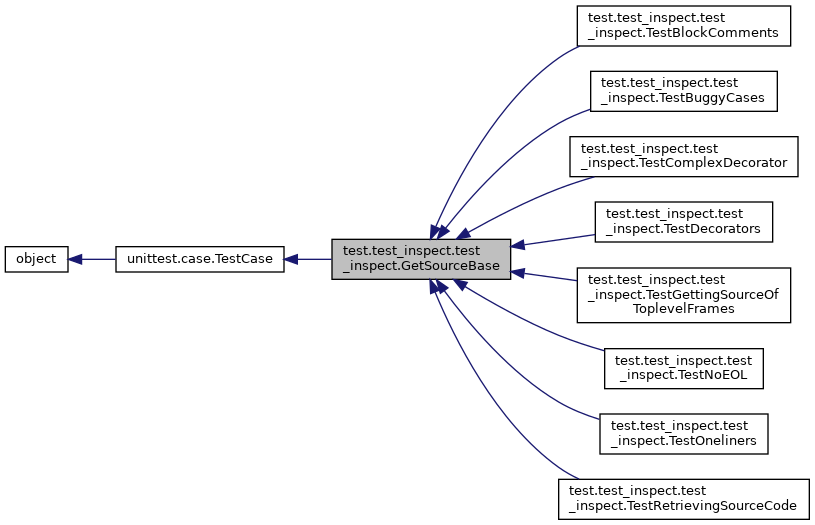 object
unittest.case.TestCase
test.test_inspect.test
_inspect.GetSourceBase
test.test_inspect.test
_inspect.TestBlockComments
test.test_inspect.test
_inspect.TestBuggyCases
test.test_inspect.test
_inspect.TestComplexDecorator
test.test_inspect.test
_inspect.TestDecorators
test.test_inspect.test
_inspect.TestGettingSourceOf
ToplevelFrames
test.test_inspect.test
_inspect.TestNoEOL
test.test_inspect.test
_inspect.TestOneliners
test.test_inspect.test
_inspect.TestRetrievingSourceCode